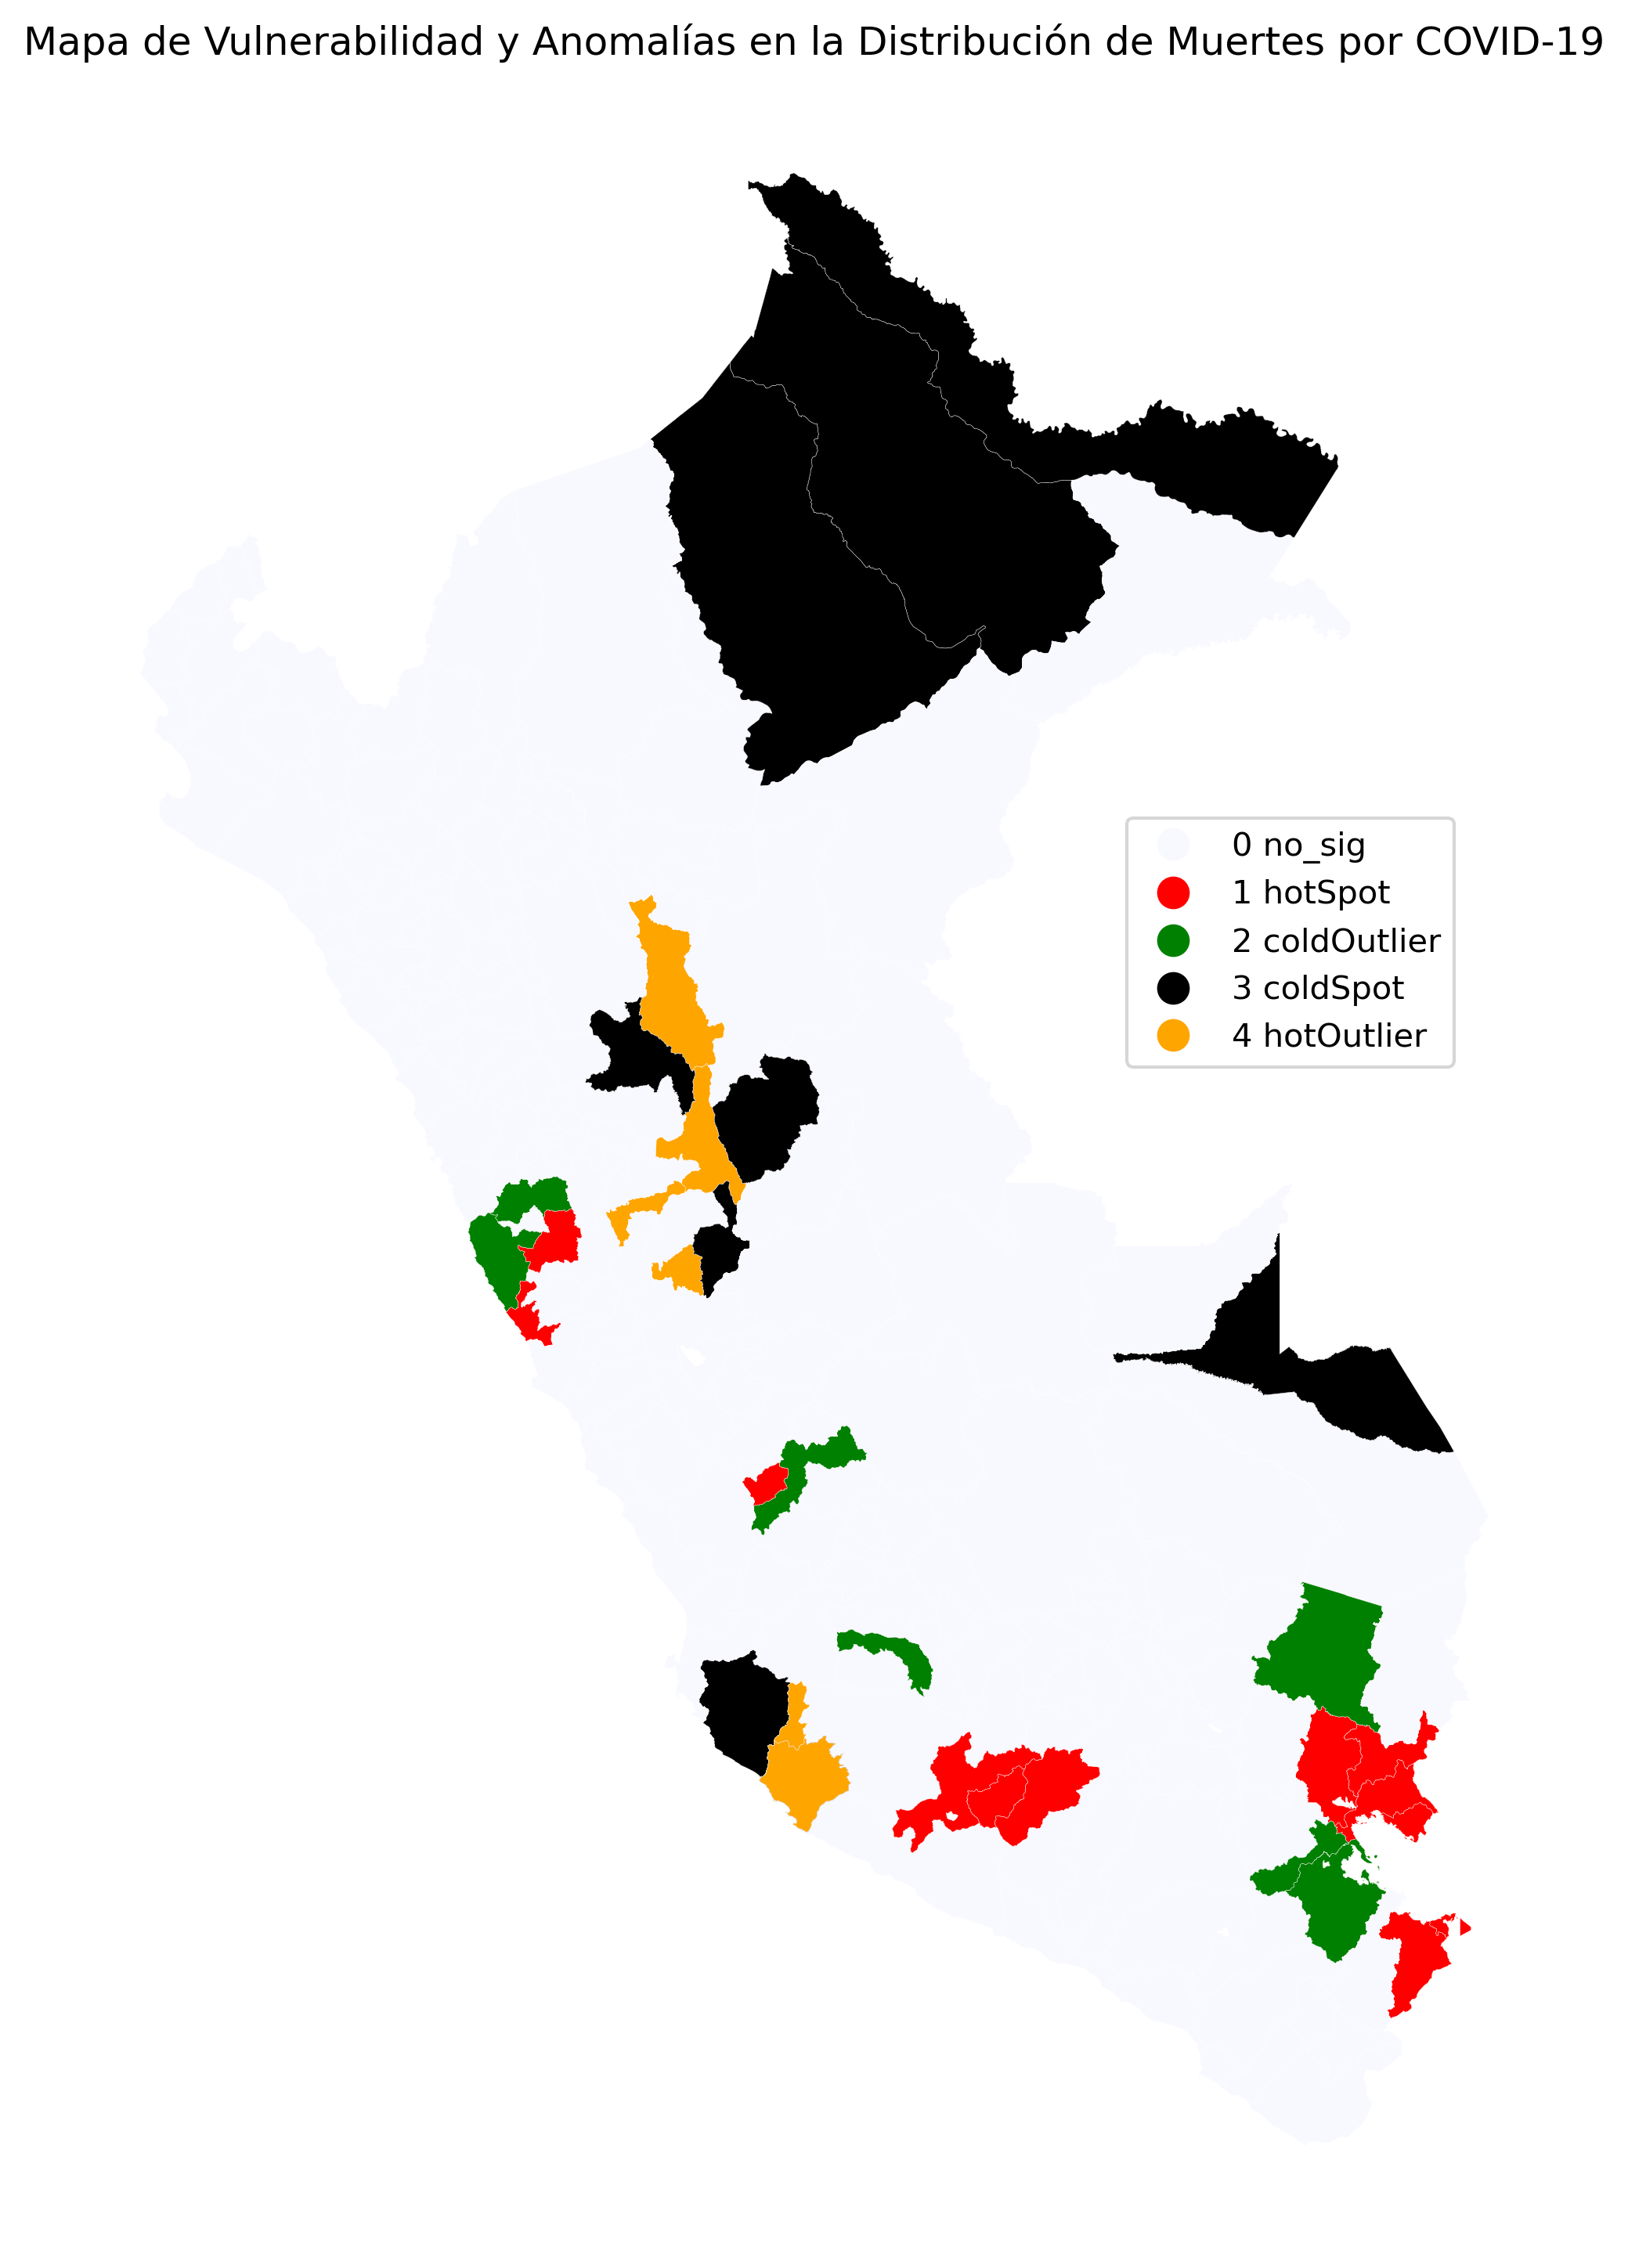 Mapa de Vulnerabilidad y Anomalías en la Distribución de Muertes por COVID-19
0 no_sig
1 hotSpot
2 coldOutlier
3 coldSpot
4 hotOutlier